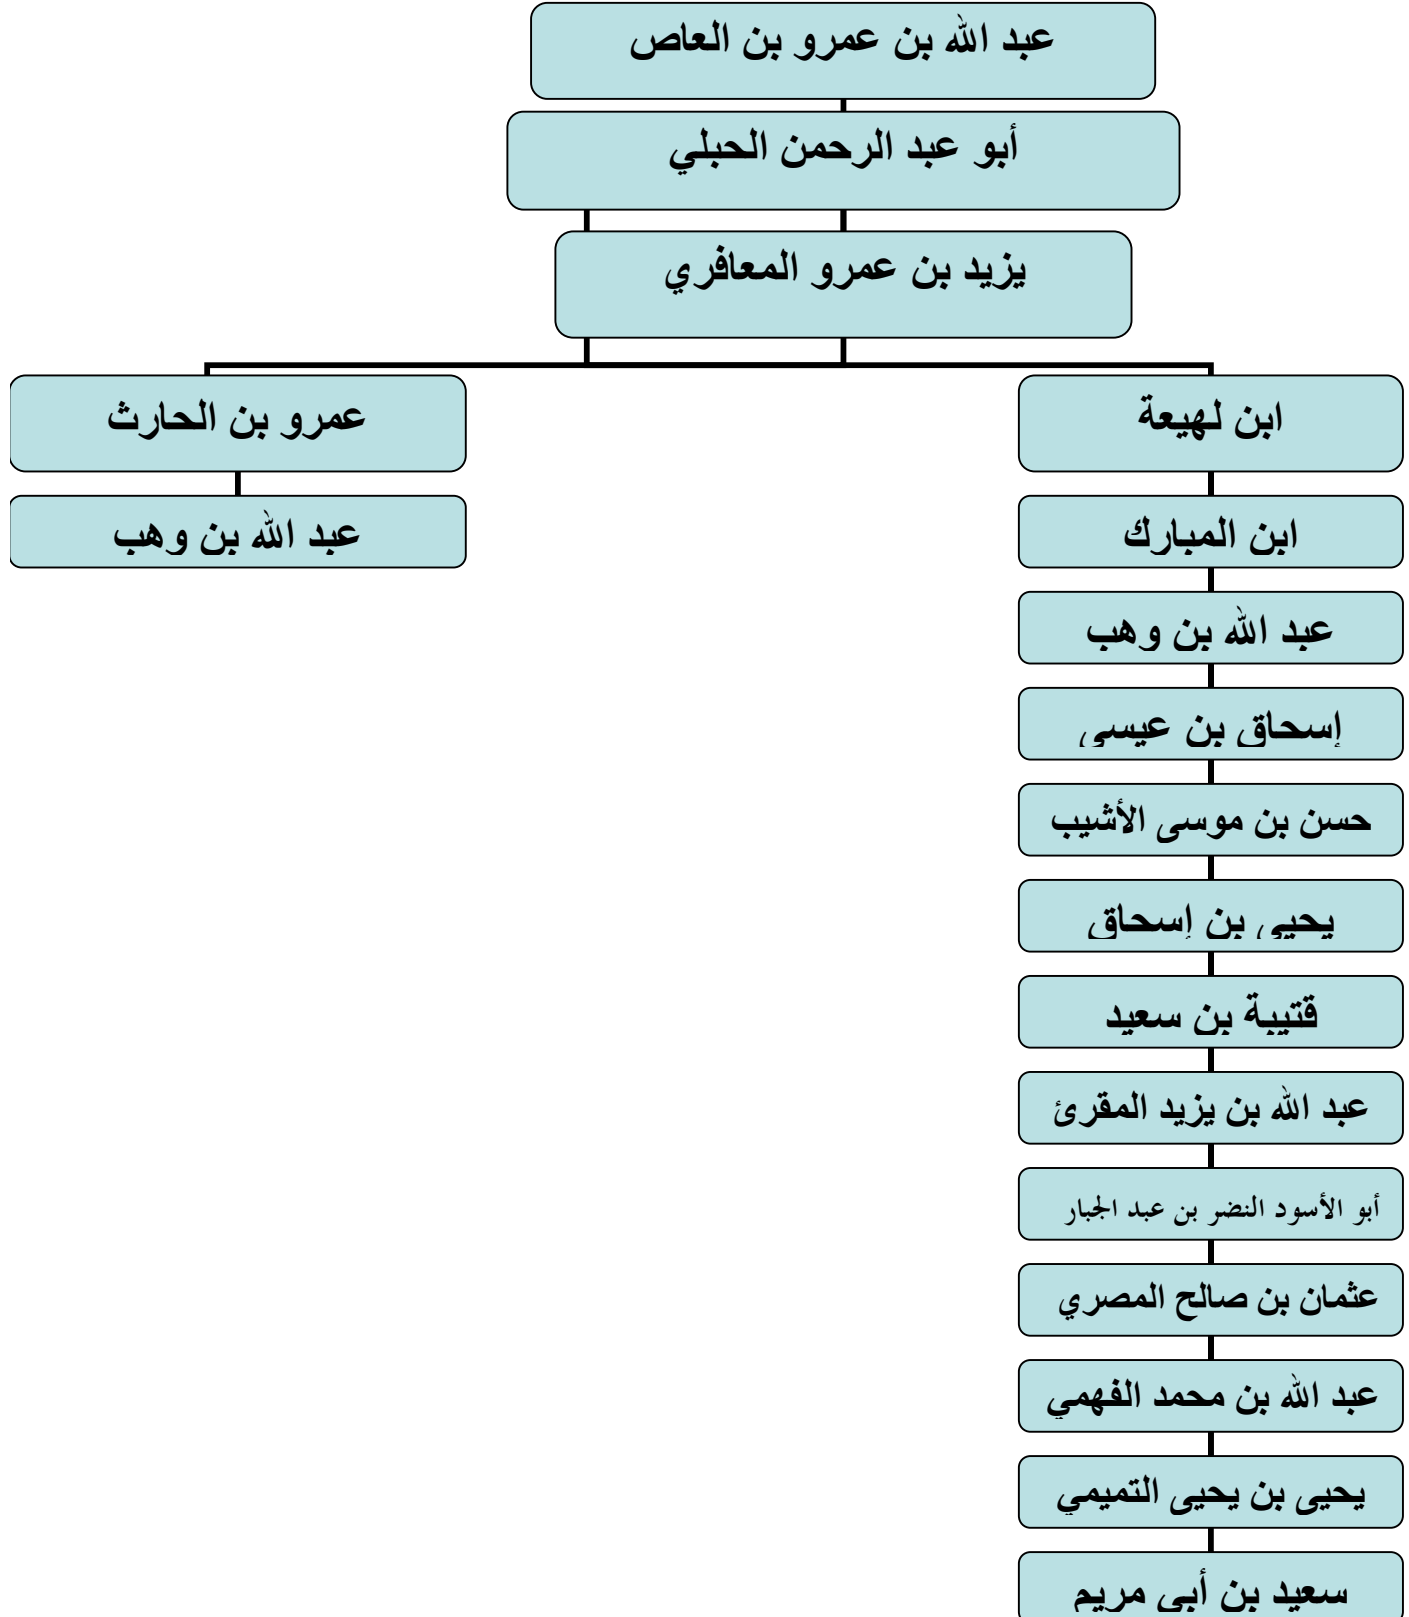 عبد الله بن عمرو بن العاص
أبو عبد الرحمن الحبلي
يزيد بن عمرو المعافري
ابن لهيعة
عمرو بن الحارث
ابن المبارك
عبد الله بن وهب
عبد الله بن وهب
إسحاق بن عيسى
حسن بن موسى الأشيب
يحيى بن إسحاق
قتيبة بن سعيد
عبد الله بن يزيد المقرئ
أبو الأسود النضر بن عبد الجبار
عثمان بن صالح المصري
عبد الله بن محمد الفهمي
يحيى بن يحيى التميمي
سعيد بن أبي مريم